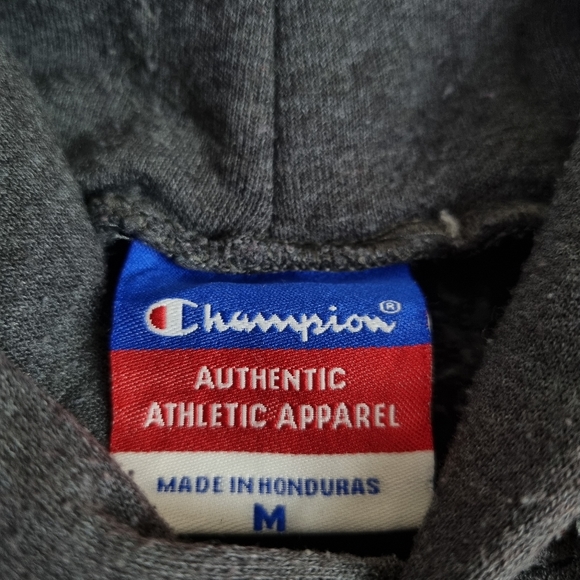 Champion®
AUTHENTIC
ATHLETIC APPAREL
MADE IN HONDURAS
M